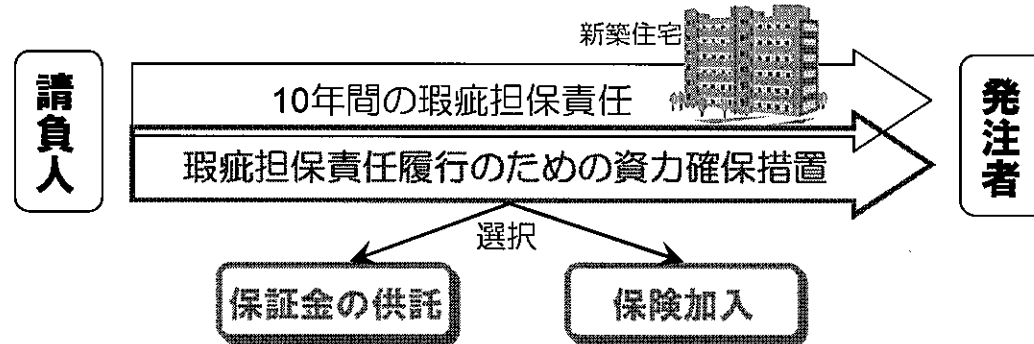 新築住宅
請負人
10年間の瑕疵担保責任
発注者
瑕疵担保責任履行のための資力確保措置
選択
保証金の供託
保険加入